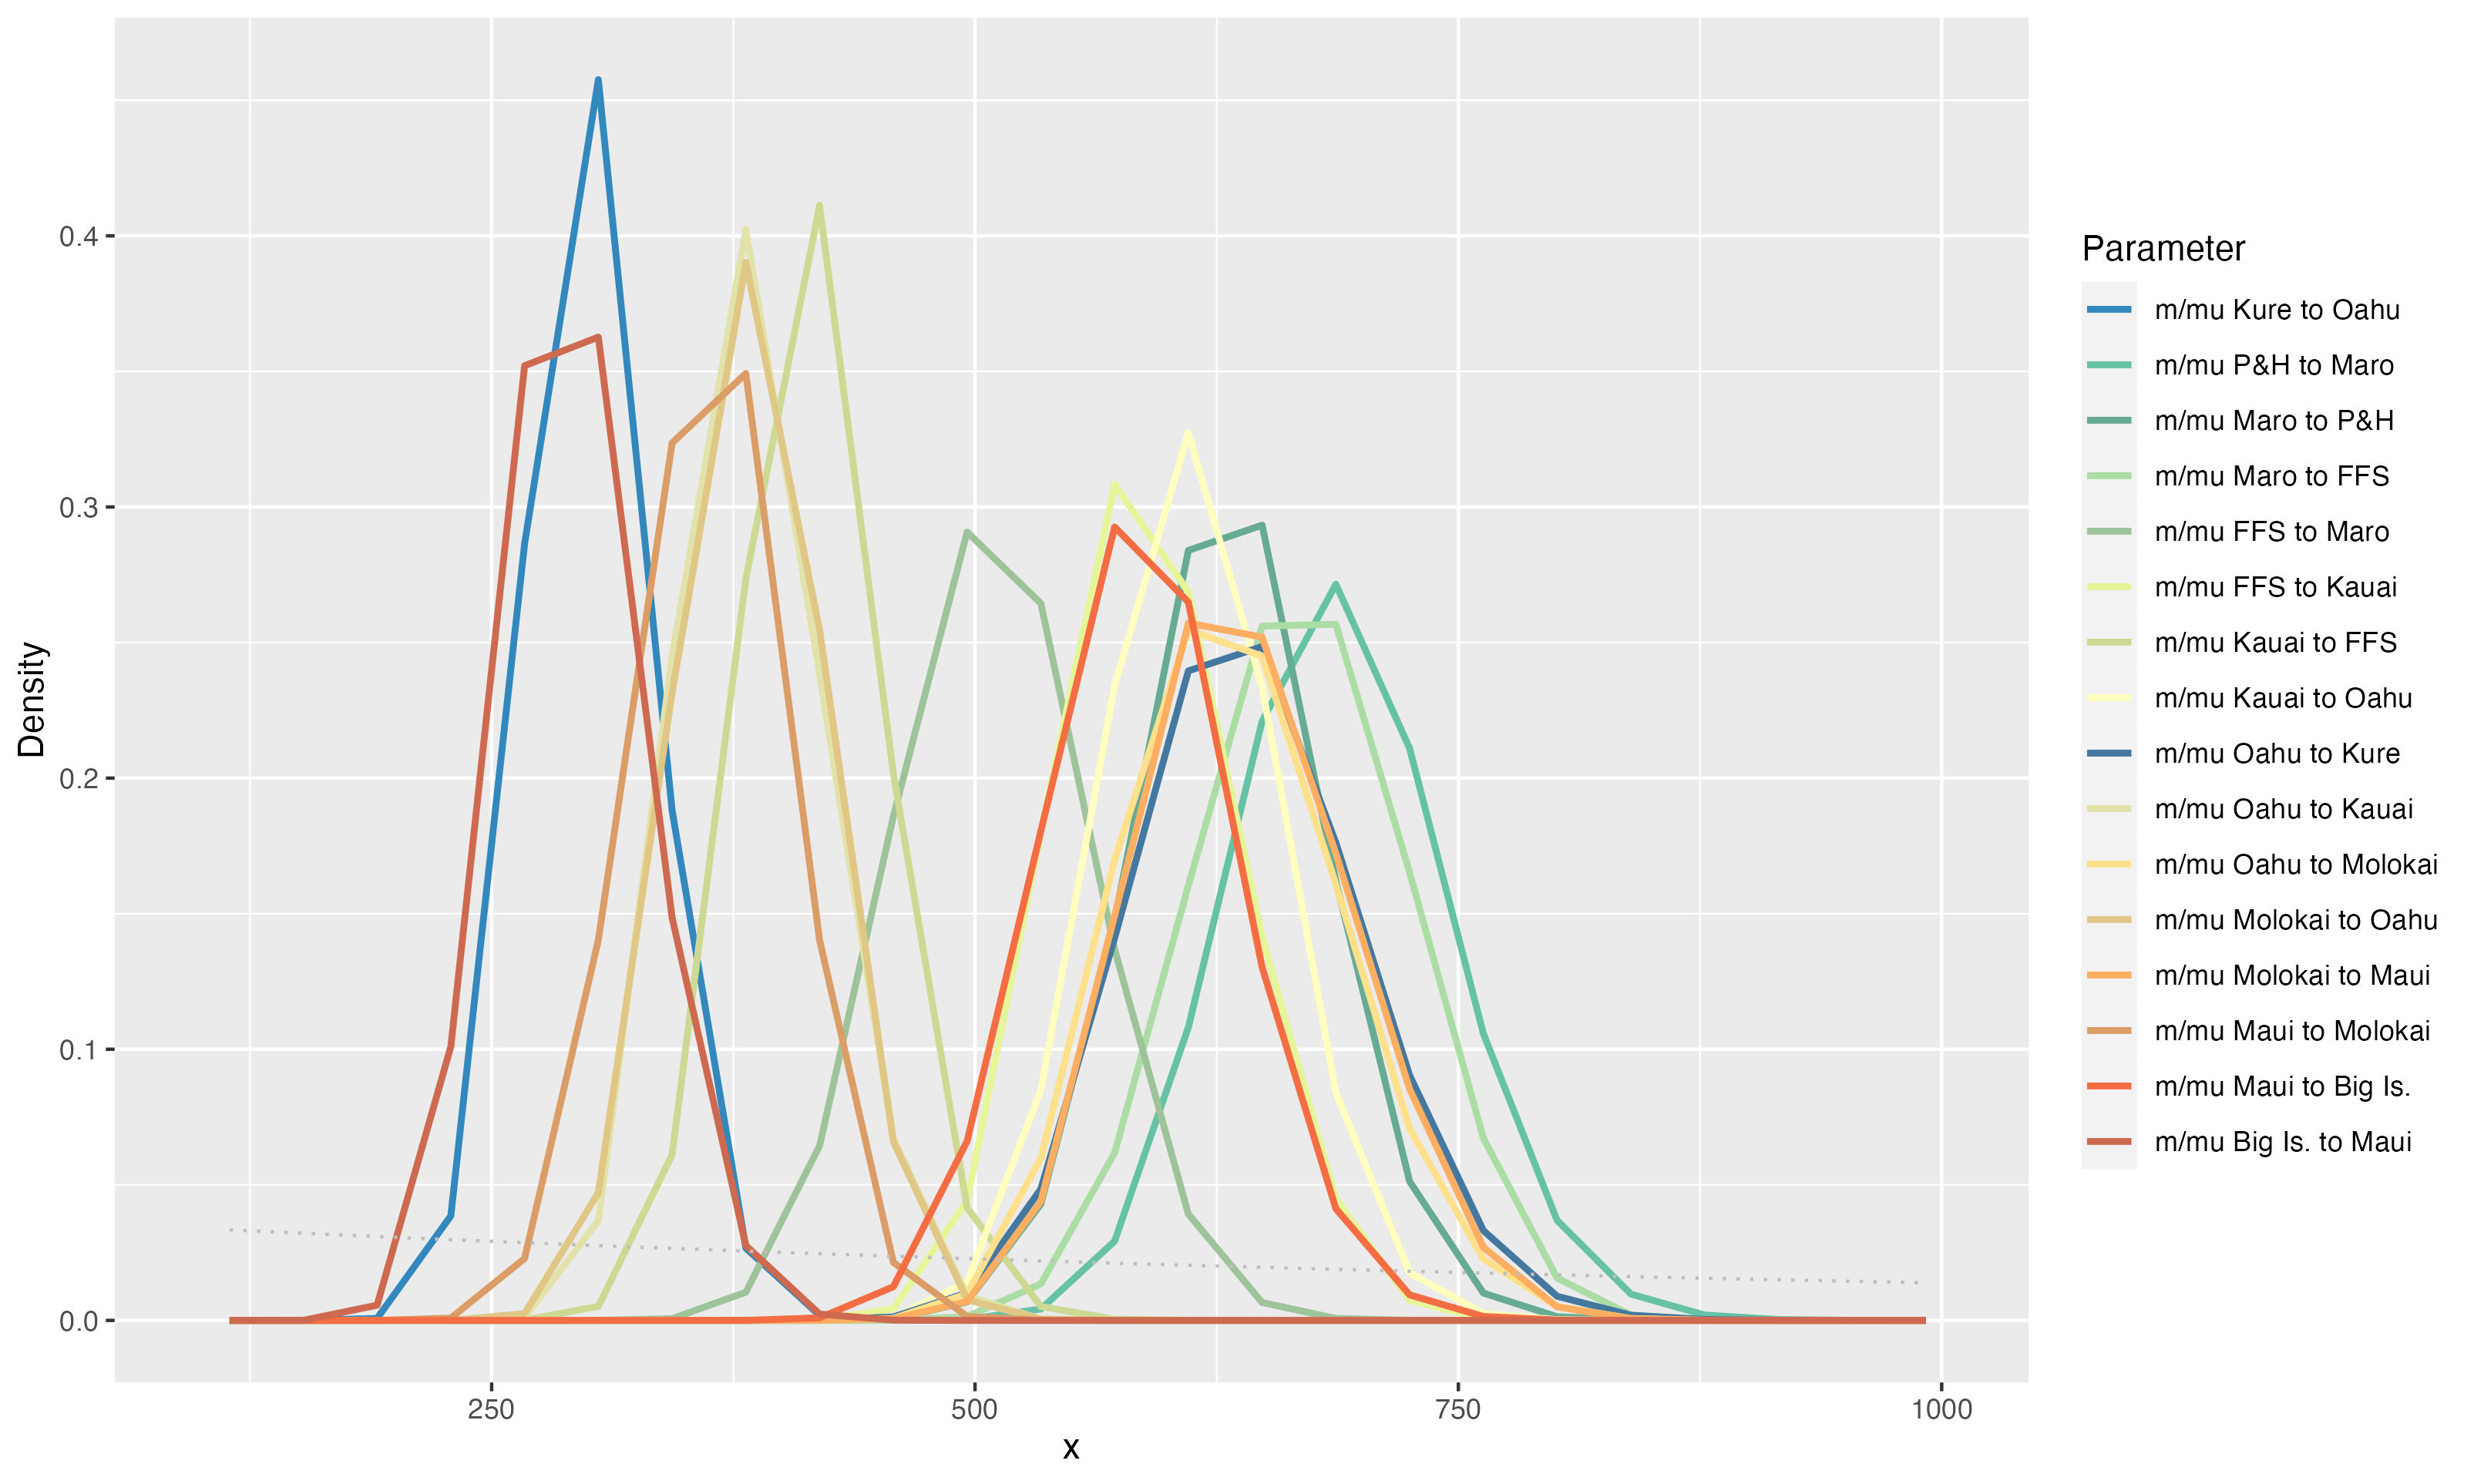 0.4
0.3
0.2
0.1
0.0
Density
250 500 750 1000
x
Parameter
m/mu Kure to Oahu
m/mu P&H to Maro
m/mu Maro to P&H
m/mu Maro to FFS
m/mu FFS to Maro
m/mu FFS to Kauai
m/mu Kauai to FFS
m/mu Kauai to Oahu
m/mu Oahu to Kure
m/mu Oahu to Kauai
m/mu Oahu to Molokai
m/mu Molokai to Oahu
m/mu Molokai to Maui
m/mu Maui to Molokai
m/mu Maui to Big Is.
m/mu Big Is. to Maui